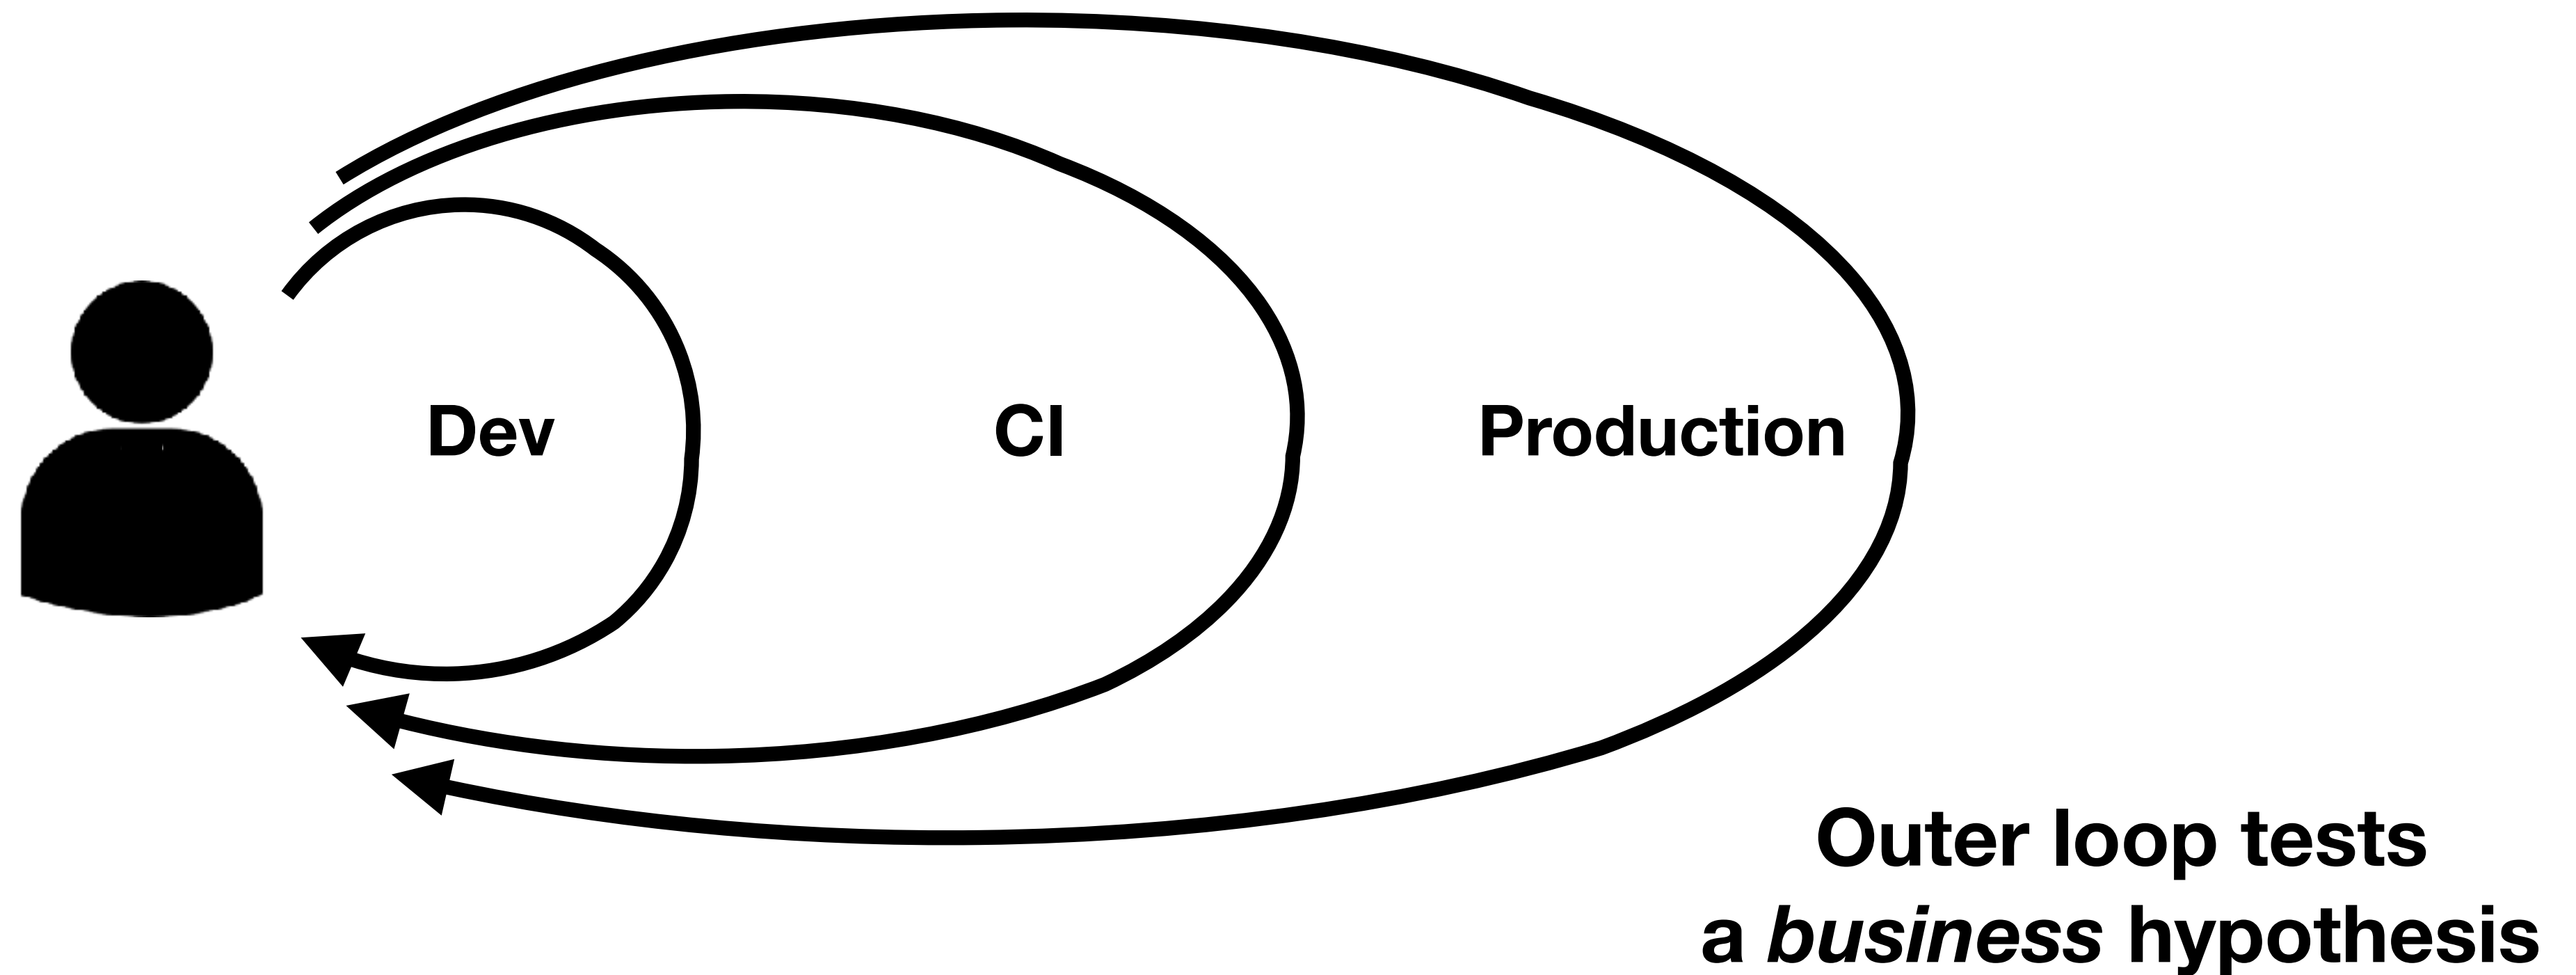 Dev
CI
Production
Outer loop tests
a business hypothesis